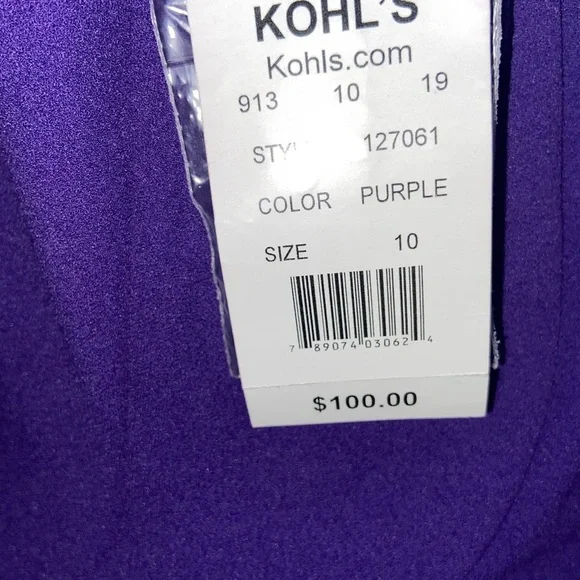 KOHL'S
Kohls.com
913 10 19
127061
COLOR PURPLE
SIZE 10
7 89074 03062 4
$100.00